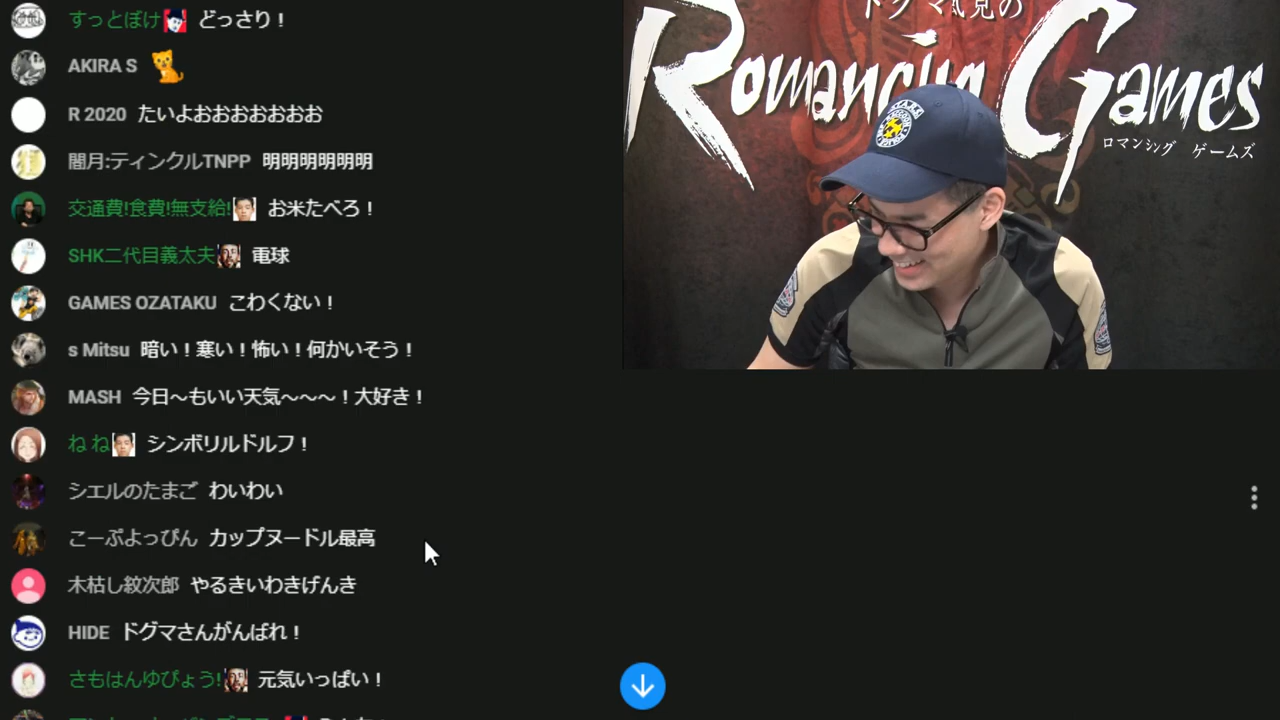 すっとぼけ どっさり！
AKIRA S
R 2020 たいよおおおおおおお
闇月:ティンクルTNPP 明明明明明明
交通費!食費!無支給! お米たべろ！
SHK二代目義太夫 電球
GAMES OZATAKU こわくない！
s Mitsu 暗い！寒い！怖い！何かいそう！
MASH 今日〜もいい天気〜〜〜！大好き！
ね ね シンボリルドルフ！
シエルのたまご わいわい
こーぷよっぴん カップヌードル最高
木枯し紋次郎 やるきいわきげんき
HIDE ドグマさんがんばれ！
さもはんゆぴょう! 元気いっぱい！
ドグマ風見の
Romancing Games
ロマンシング ゲームズ